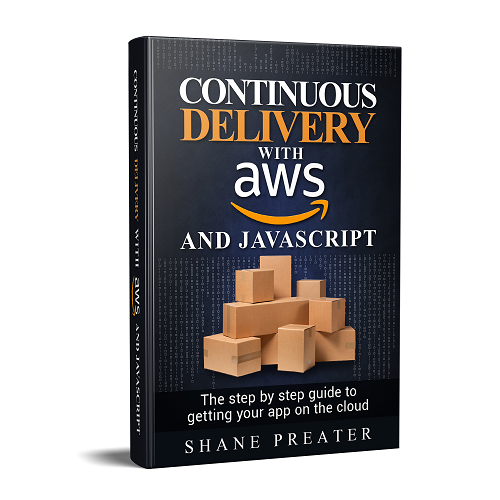 CONTINUOUS
DELIVERY
WITH
aws
AND JAVASCRIPT
The step by step guide to
getting your app on the cloud
SHANE PREATER
CONTINUOUS DELIVERY WITH aws AND JAVASCRIPT